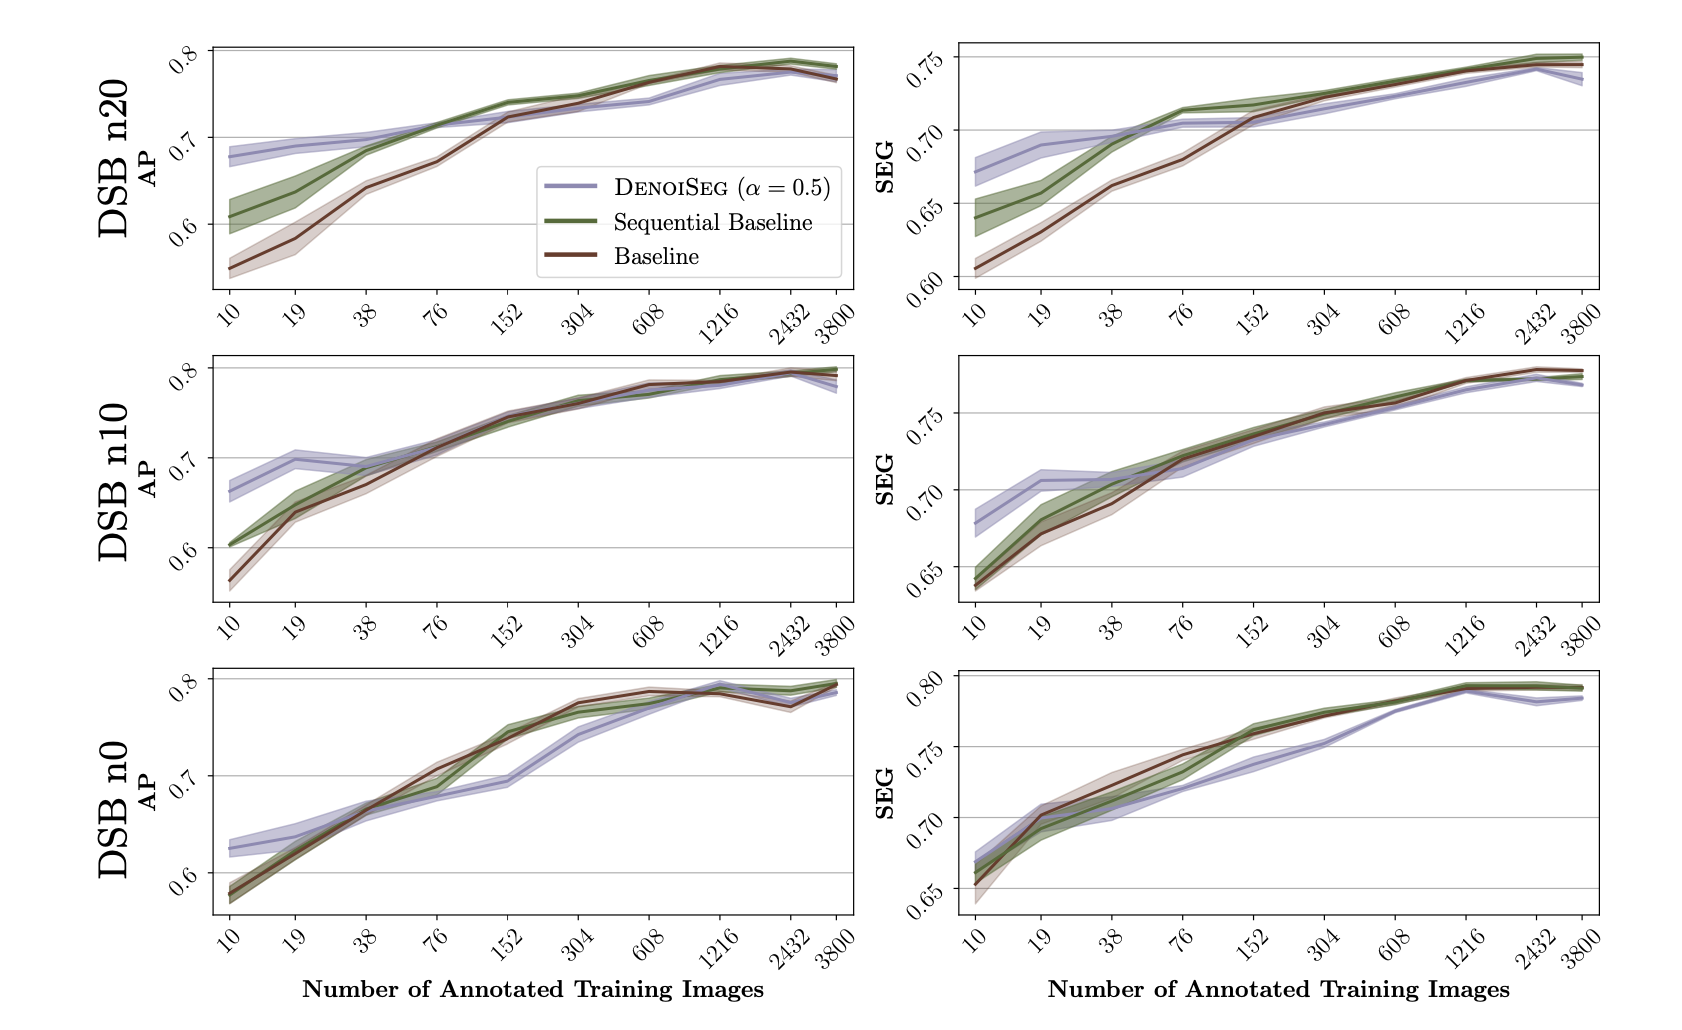 DSB n20
AP
0.8
0.7
0.6
DENOISEG (α = 0.5)
Sequential Baseline
Baseline
10 19 38 76 152 304 608 1216 2432 3800
SEG
0.75
0.70
0.65
0.60
10 19 38 76 152 304 608 1216 2432 3800
DSB n10
AP
0.8
0.7
0.6
10 19 38 76 152 304 608 1216 2432 3800
SEG
0.75
0.70
0.65
10 19 38 76 152 304 608 1216 2432 3800
DSB n0
AP
0.8
0.7
0.6
10 19 38 76 152 304 608 1216 2432 3800
Number of Annotated Training Images
SEG
0.80
0.75
0.70
0.65
10 19 38 76 152 304 608 1216 2432 3800
Number of Annotated Training Images